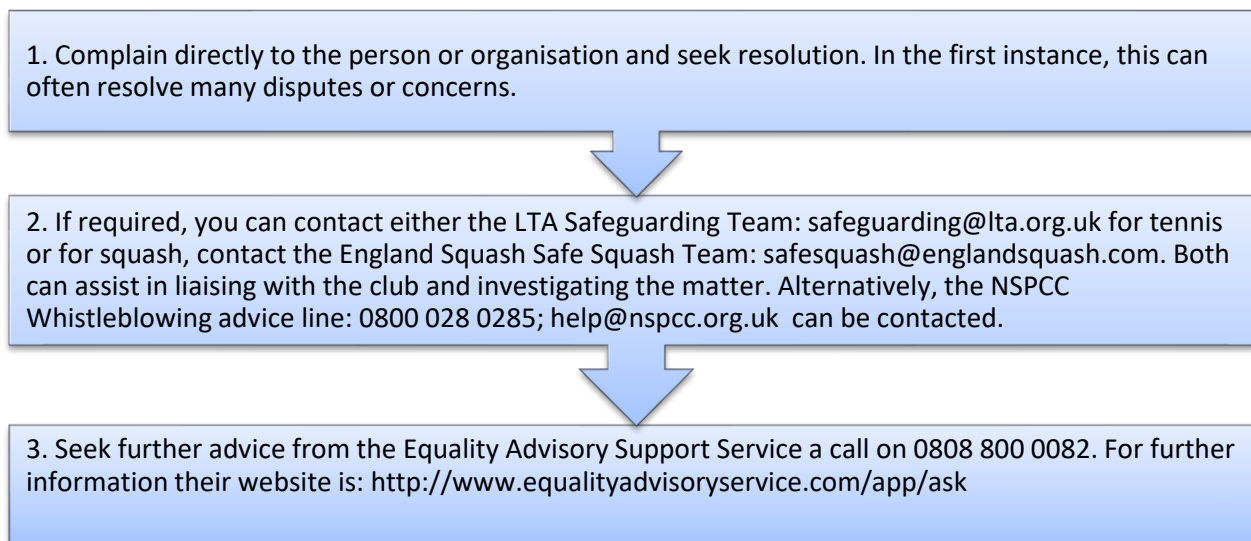 1. Complain directly to the person or organisation and seek resolution. In the first instance, this can
often resolve many disputes or concerns.
2. If required, you can contact either the LTA Safeguarding Team: safeguarding@lta.org.uk for tennis
or for squash, contact the England Squash Safe Squash Team: safesquash@englandsquash.com. Both
can assist in liaising with the club and investigating the matter. Alternatively, the NSPCC
Whistleblowing advice line: 0800 028 0285; help@nspcc.org.uk can be contacted.
3. Seek further advice from the Equality Advisory Support Service a call on 0808 800 0082. For further
information their website is: http://www.equalityadvisoryservice.com/app/ask